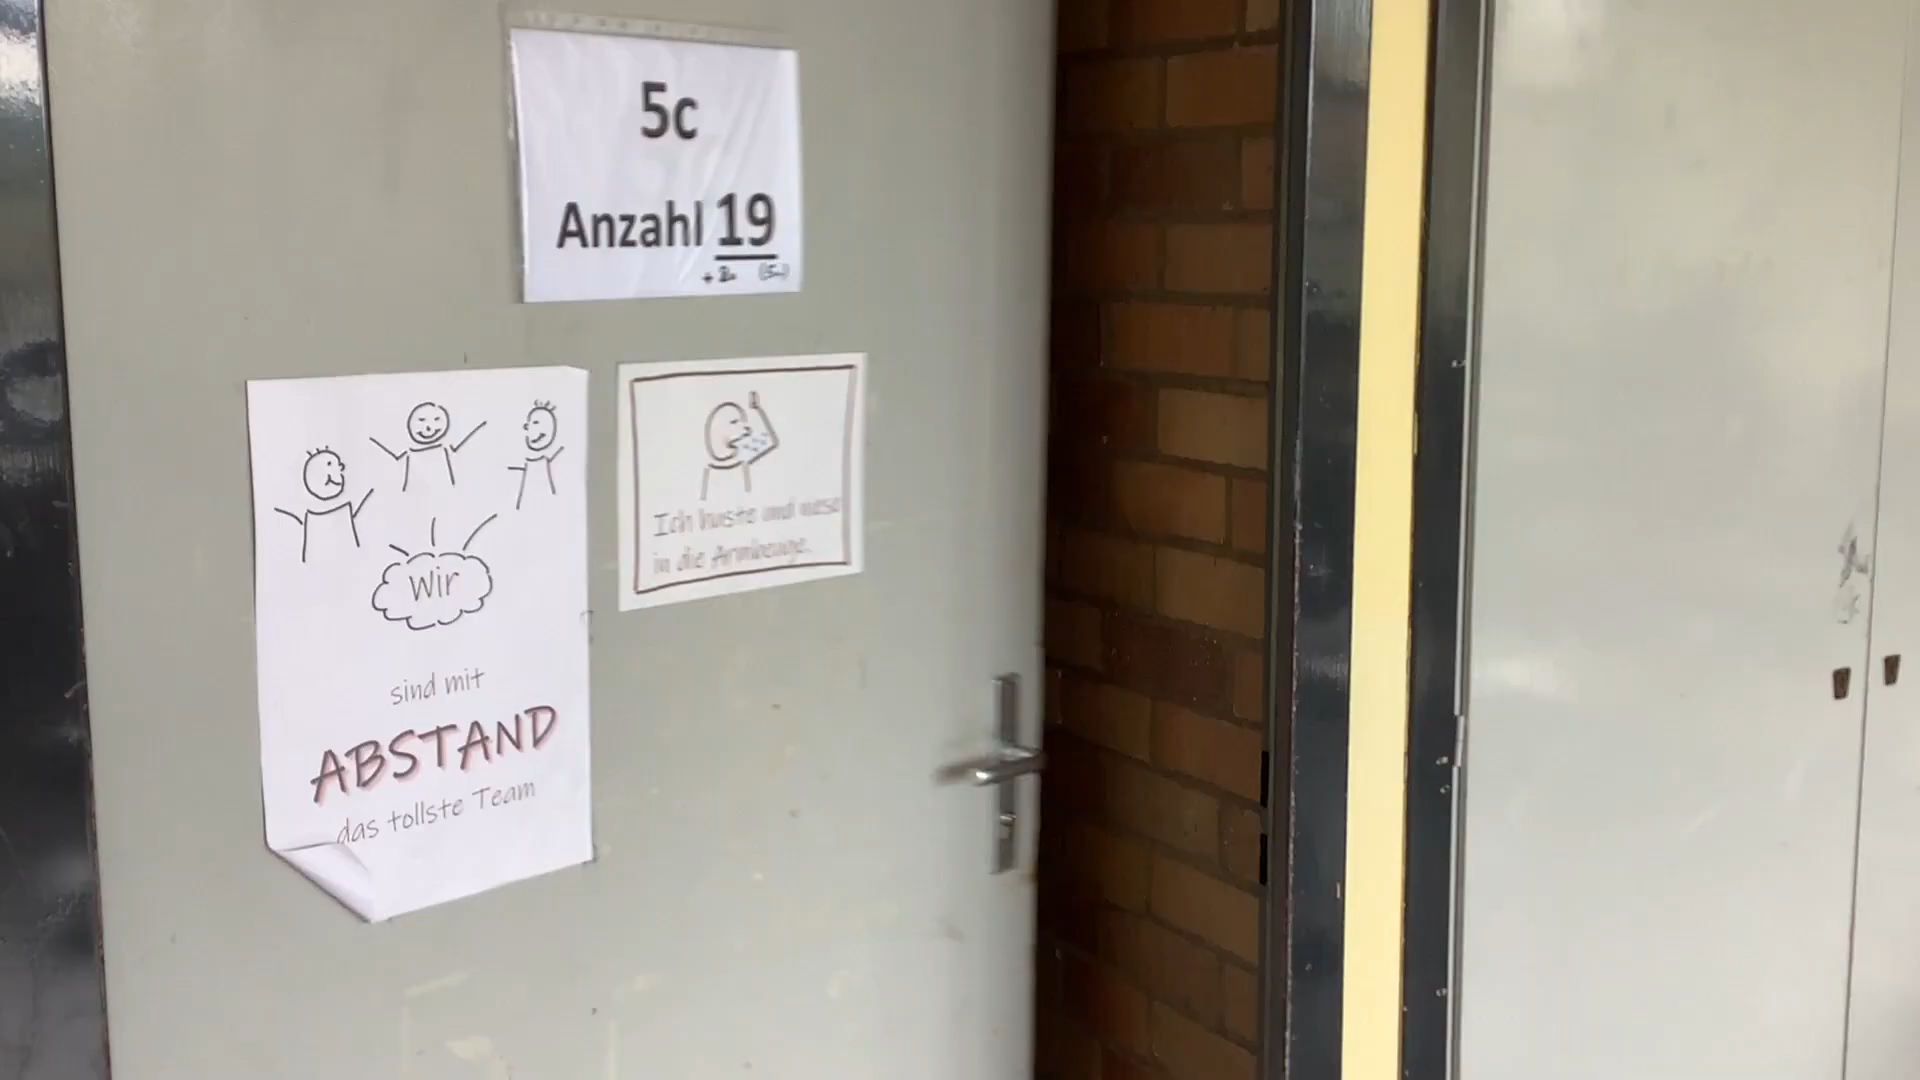 5c
Anzahl 19
Wir
sind mit
ABSTAND
das tollste Team
Ich huste und niese
in die Armbeuge.